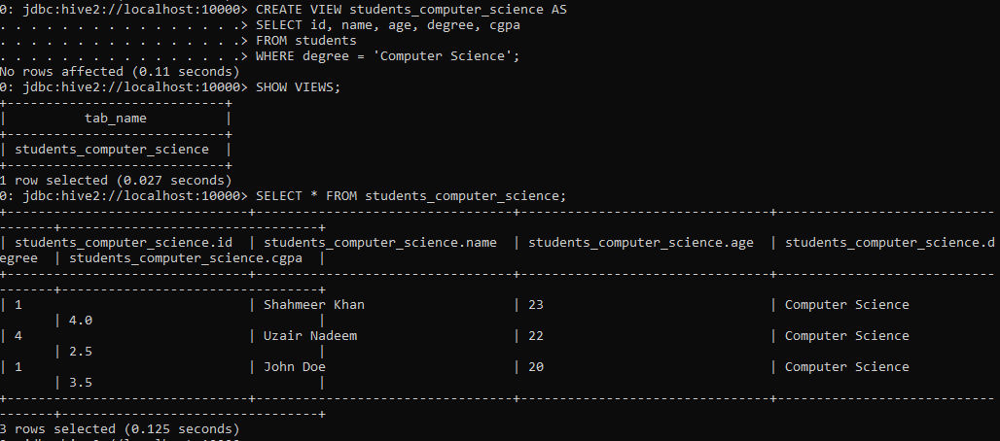 0: jdbc:hive2://localhost:10000> CREATE VIEW students_computer_science AS
. . . . . . . . . . . . . . . .> SELECT id, name, age, degree, cgpa
. . . . . . . . . . . . . . . .> FROM students
. . . . . . . . . . . . . . . .> WHERE degree = 'Computer Science';
No rows affected (0.11 seconds)
0: jdbc:hive2://localhost:10000> SHOW VIEWS;
+----------------------------+
|          tab_name          |
+----------------------------+
| students_computer_science  |
+----------------------------+
1 row selected (0.027 seconds)
0: jdbc:hive2://localhost:10000> SELECT * FROM students_computer_science;
+-------------------------------+---------------------------------+--------------------------------+----------------------------
-------+---------------------------------+
| students_computer_science.id  | students_computer_science.name  | students_computer_science.age  | students_computer_science.d
egree  | students_computer_science.cgpa  |
+-------------------------------+---------------------------------+--------------------------------+----------------------------
-------+---------------------------------+
| 1                             | Shahmeer Khan                   | 23                             | Computer Science
       | 4.0                             |
| 4                             | Uzair Nadeem                    | 22                             | Computer Science
       | 2.5                             |
| 1                             | John Doe                        | 20                             | Computer Science
       | 3.5                             |
+-------------------------------+---------------------------------+--------------------------------+----------------------------
-------+---------------------------------+
3 rows selected (0.125 seconds)